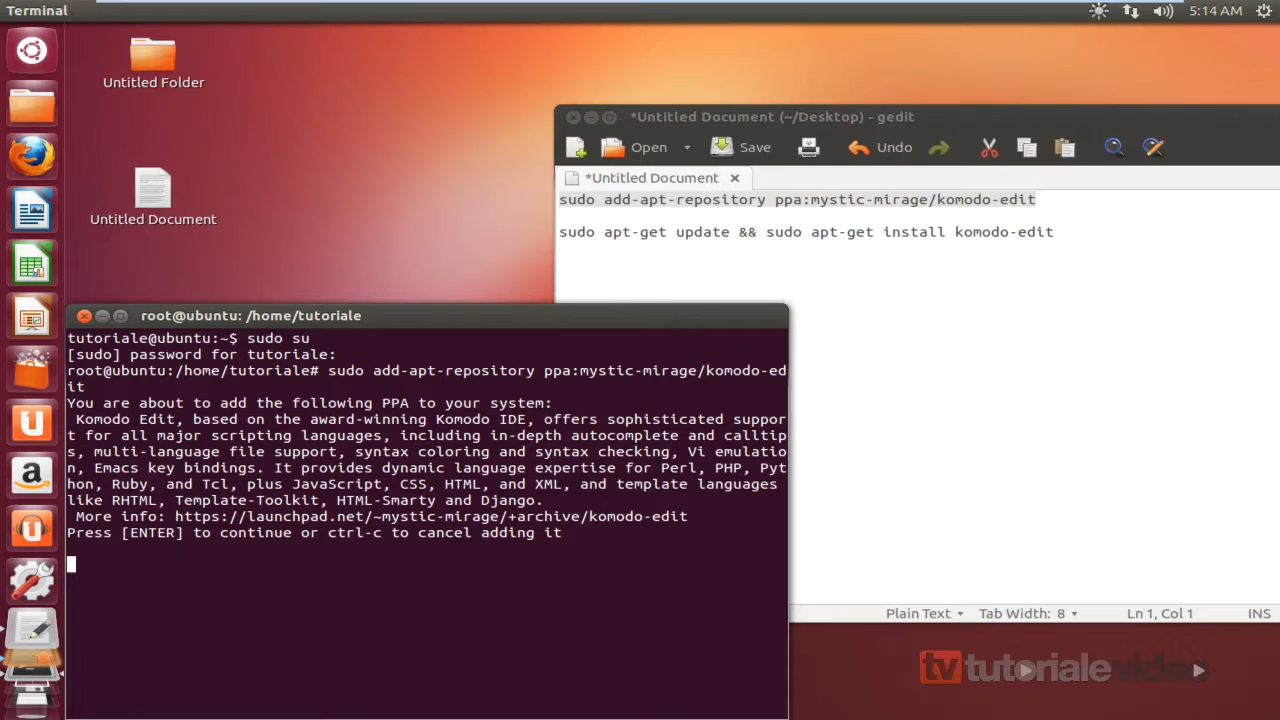 Terminal
5:14 AM
Untitled Folder
Untitled Document
*Untitled Document (~/Desktop) - gedit
Open
Save
Undo
*Untitled Document
sudo add-apt-repository ppa:mystic-mirage/komodo-edit
sudo apt-get update && sudo apt-get install komodo-edit
root@ubuntu: /home/tutoriale
tutoriale@ubuntu:~$ sudo su
[sudo] password for tutoriale:
root@ubuntu:/home/tutoriale# sudo add-apt-repository ppa:mystic-mirage/komodo-ed
it
You are about to add the following PPA to your system:
 Komodo Edit, based on the award-winning Komodo IDE, offers sophisticated suppor
t for all major scripting languages, including in-depth autocomplete and calltip
s, multi-language file support, syntax coloring and syntax checking, Vi emulatio
n, Emacs key bindings. It provides dynamic language expertise for Perl, PHP, Pyt
hon, Ruby, and Tcl, plus JavaScript, CSS, HTML, and XML, and template languages
like RHTML, Template-Toolkit, HTML-Smarty and Django.
 More info: https://launchpad.net/~mystic-mirage/+archive/komodo-edit
Press [ENTER] to continue or ctrl-c to cancel adding it
Plain Text
Tab Width: 8
Ln 1, Col 1
INS
tv tutoriale video